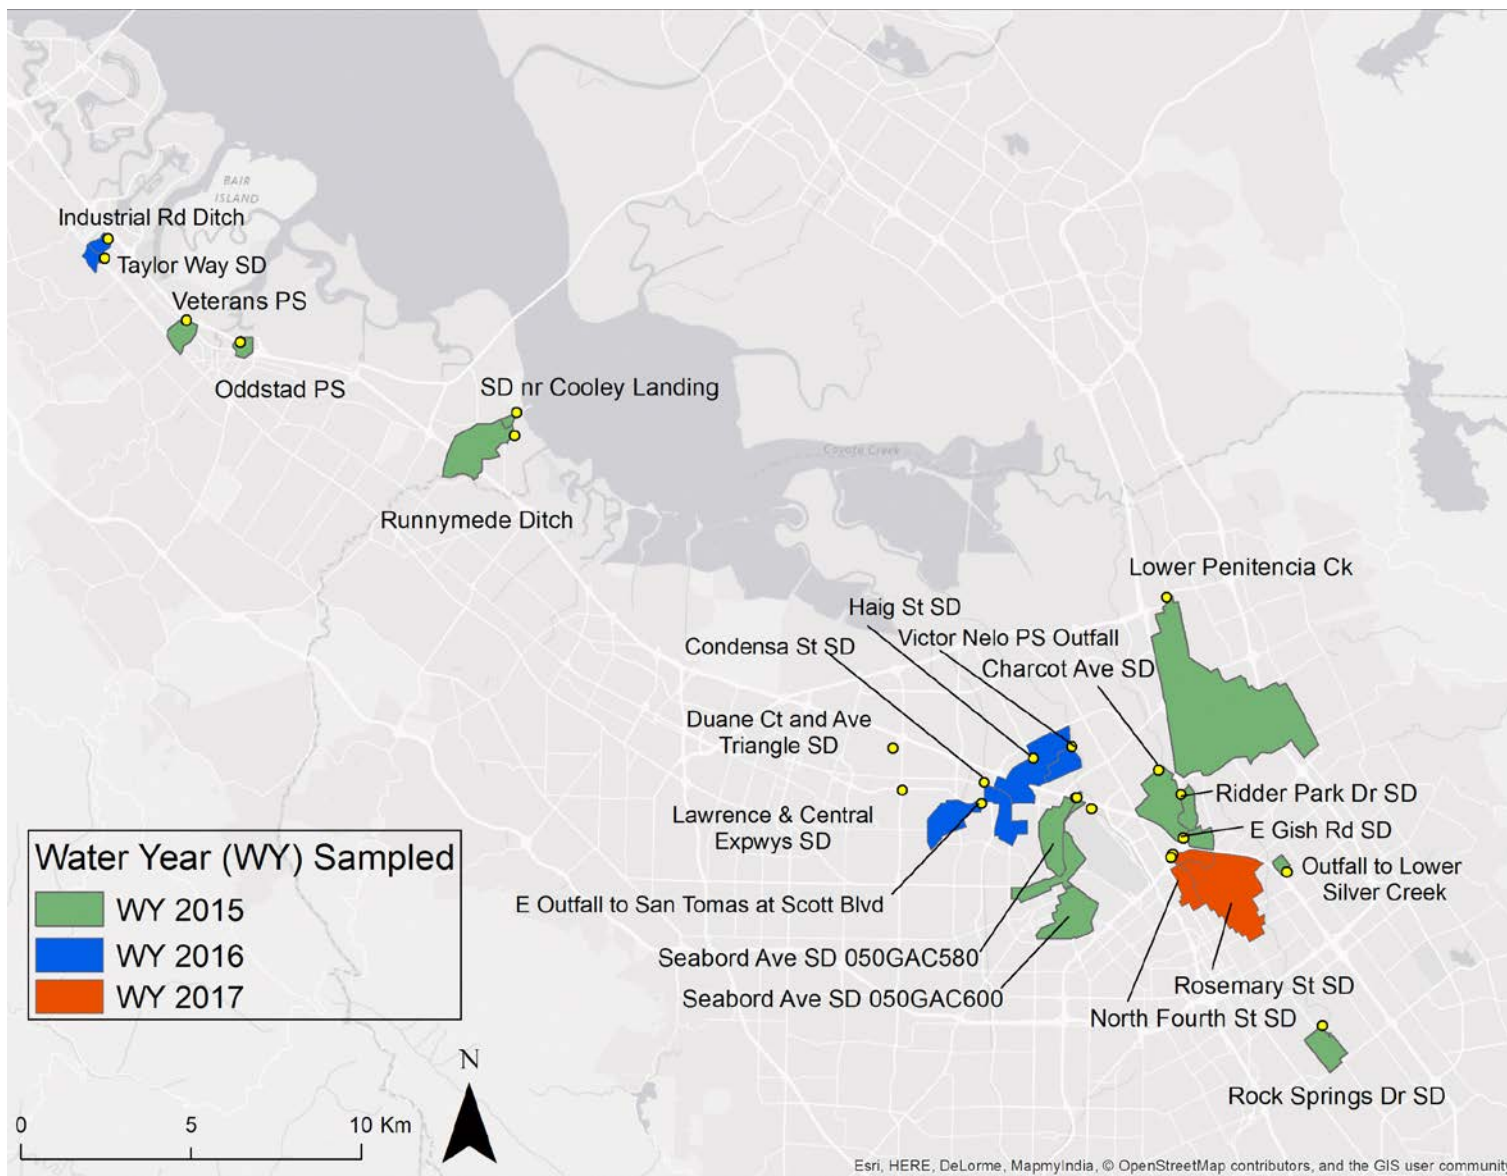 BAIR
ISLAND
Industrial Rd Ditch
Taylor Way SD
Veterans PS
Oddstad PS
SD nr Cooley Landing
Coyote Creek
Runnymede Ditch
Lower Penitencia Ck
Haig St SD
Victor Nelo PS Outfall
Condensa St SD
Charcot Ave SD
Duane Ct and Ave
Triangle SD
Ridder Park Dr SD
Lawrence & Central
Expwys SD
E Gish Rd SD
Outfall to Lower
Silver Creek
E Outfall to San Tomas at Scott Blvd
Seabord Ave SD 050GAC580
Seabord Ave SD 050GAC600
Rosemary St SD
North Fourth St SD
Rock Springs Dr SD
Water Year (WY) Sampled
WY 2015
WY 2016
WY 2017
N
0 5 10 Km
Esri, HERE, DeLorme, MapmyIndia, © OpenStreetMap contributors, and the GIS user community